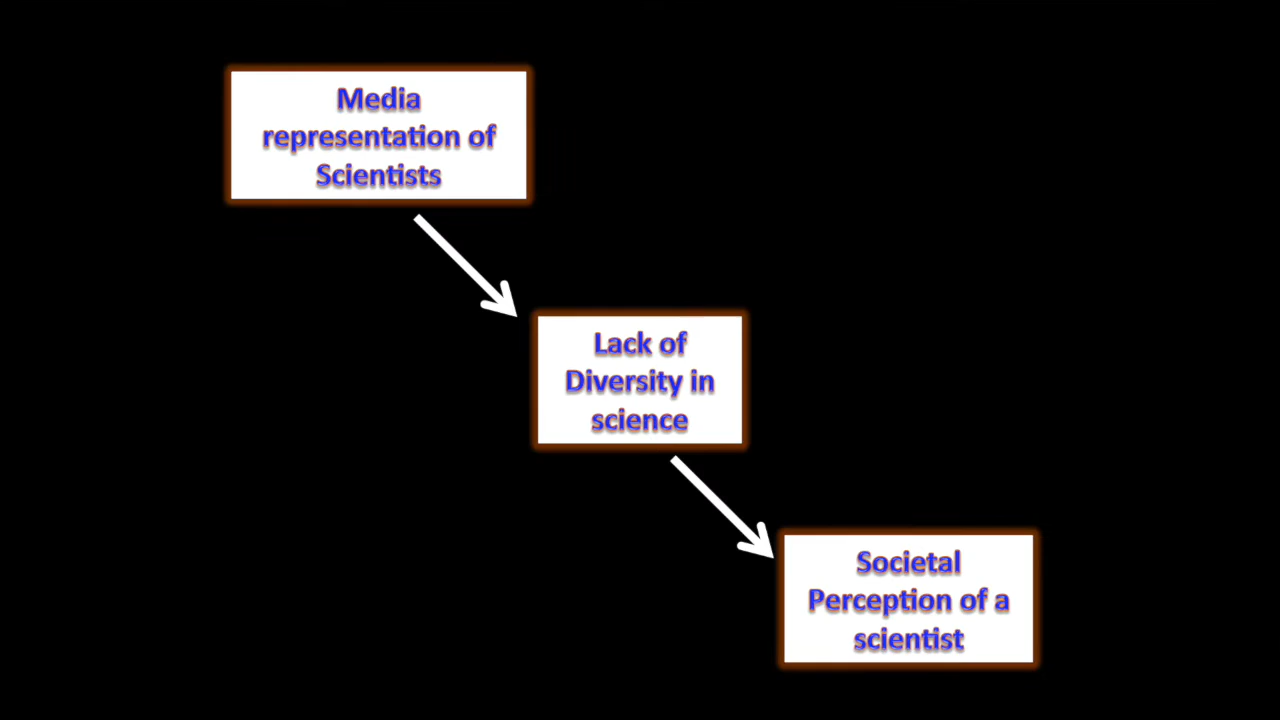 Media
representation of
Scientists
Lack of
Diversity in
science
Societal
Perception of a
scientist